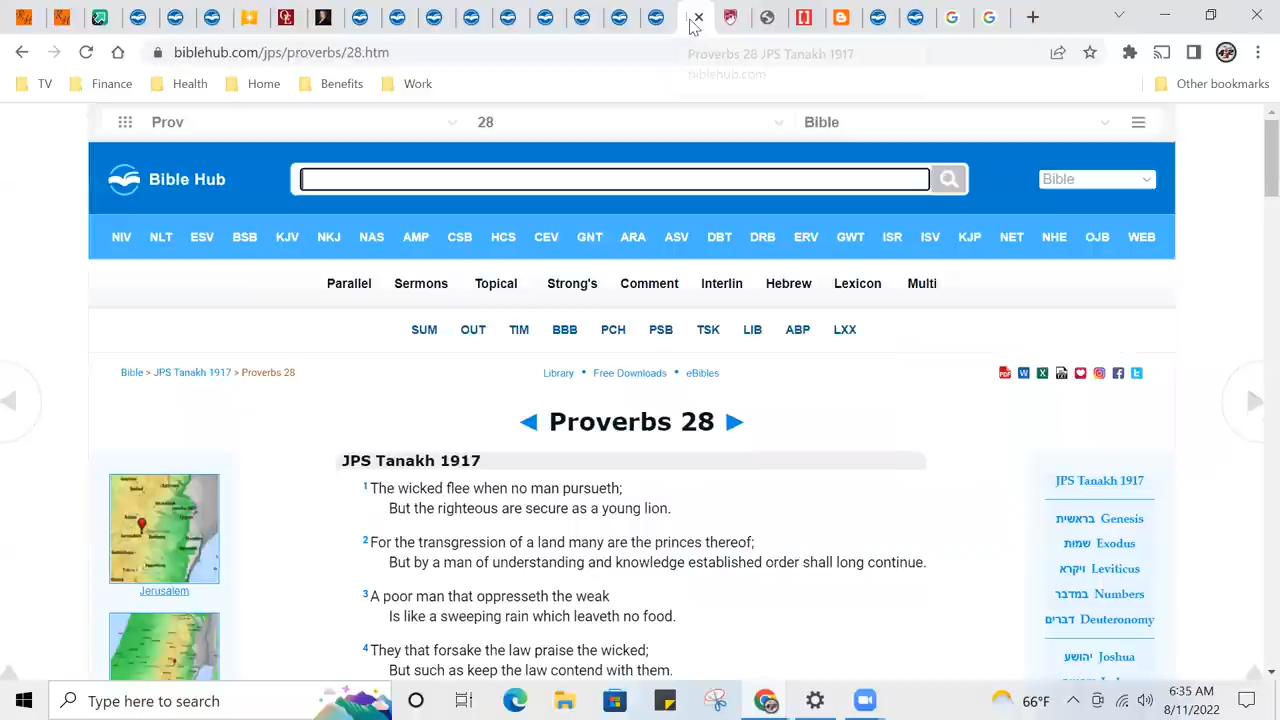 biblehub.com/jps/proverbs/28.htm
Proverbs 28 JPS Tanakh 1917
biblehub.com
TV Finance Health Home Benefits Work Other bookmarks
Prov 28 Bible
Bible Hub Bible
NIV NLT ESV BSB KJV NKJ NAS AMP CSB HCS CEV GNT ARA ASV DBT DRB ERV GWT ISR ISV KJP NET NHE OJB WEB
Parallel Sermons Topical Strong's Comment Interlin Hebrew Lexicon Multi
SUM OUT TIM BBB PCH PSB TSK LIB ABP LXX
Bible > JPS Tanakh 1917 > Proverbs 28
Library • Free Downloads • eBibles
◄ Proverbs 28 ►
JPS Tanakh 1917
1 The wicked flee when no man pursueth;
But the righteous are secure as a young lion.
2 For the transgression of a land many are the princes thereof;
But by a man of understanding and knowledge established order shall long continue.
3 A poor man that oppresseth the weak
Is like a sweeping rain which leaveth no food.
4 They that forsake the law praise the wicked;
But such as keep the law contend with them.
Jerusalem
JPS Tanakh 1917
בראשית Genesis
שמות Exodus
ויקרא Leviticus
במדבר Numbers
דברים Deuteronomy
יהושע Joshua
Type here to search
66°F
6:35 AM
8/11/2022